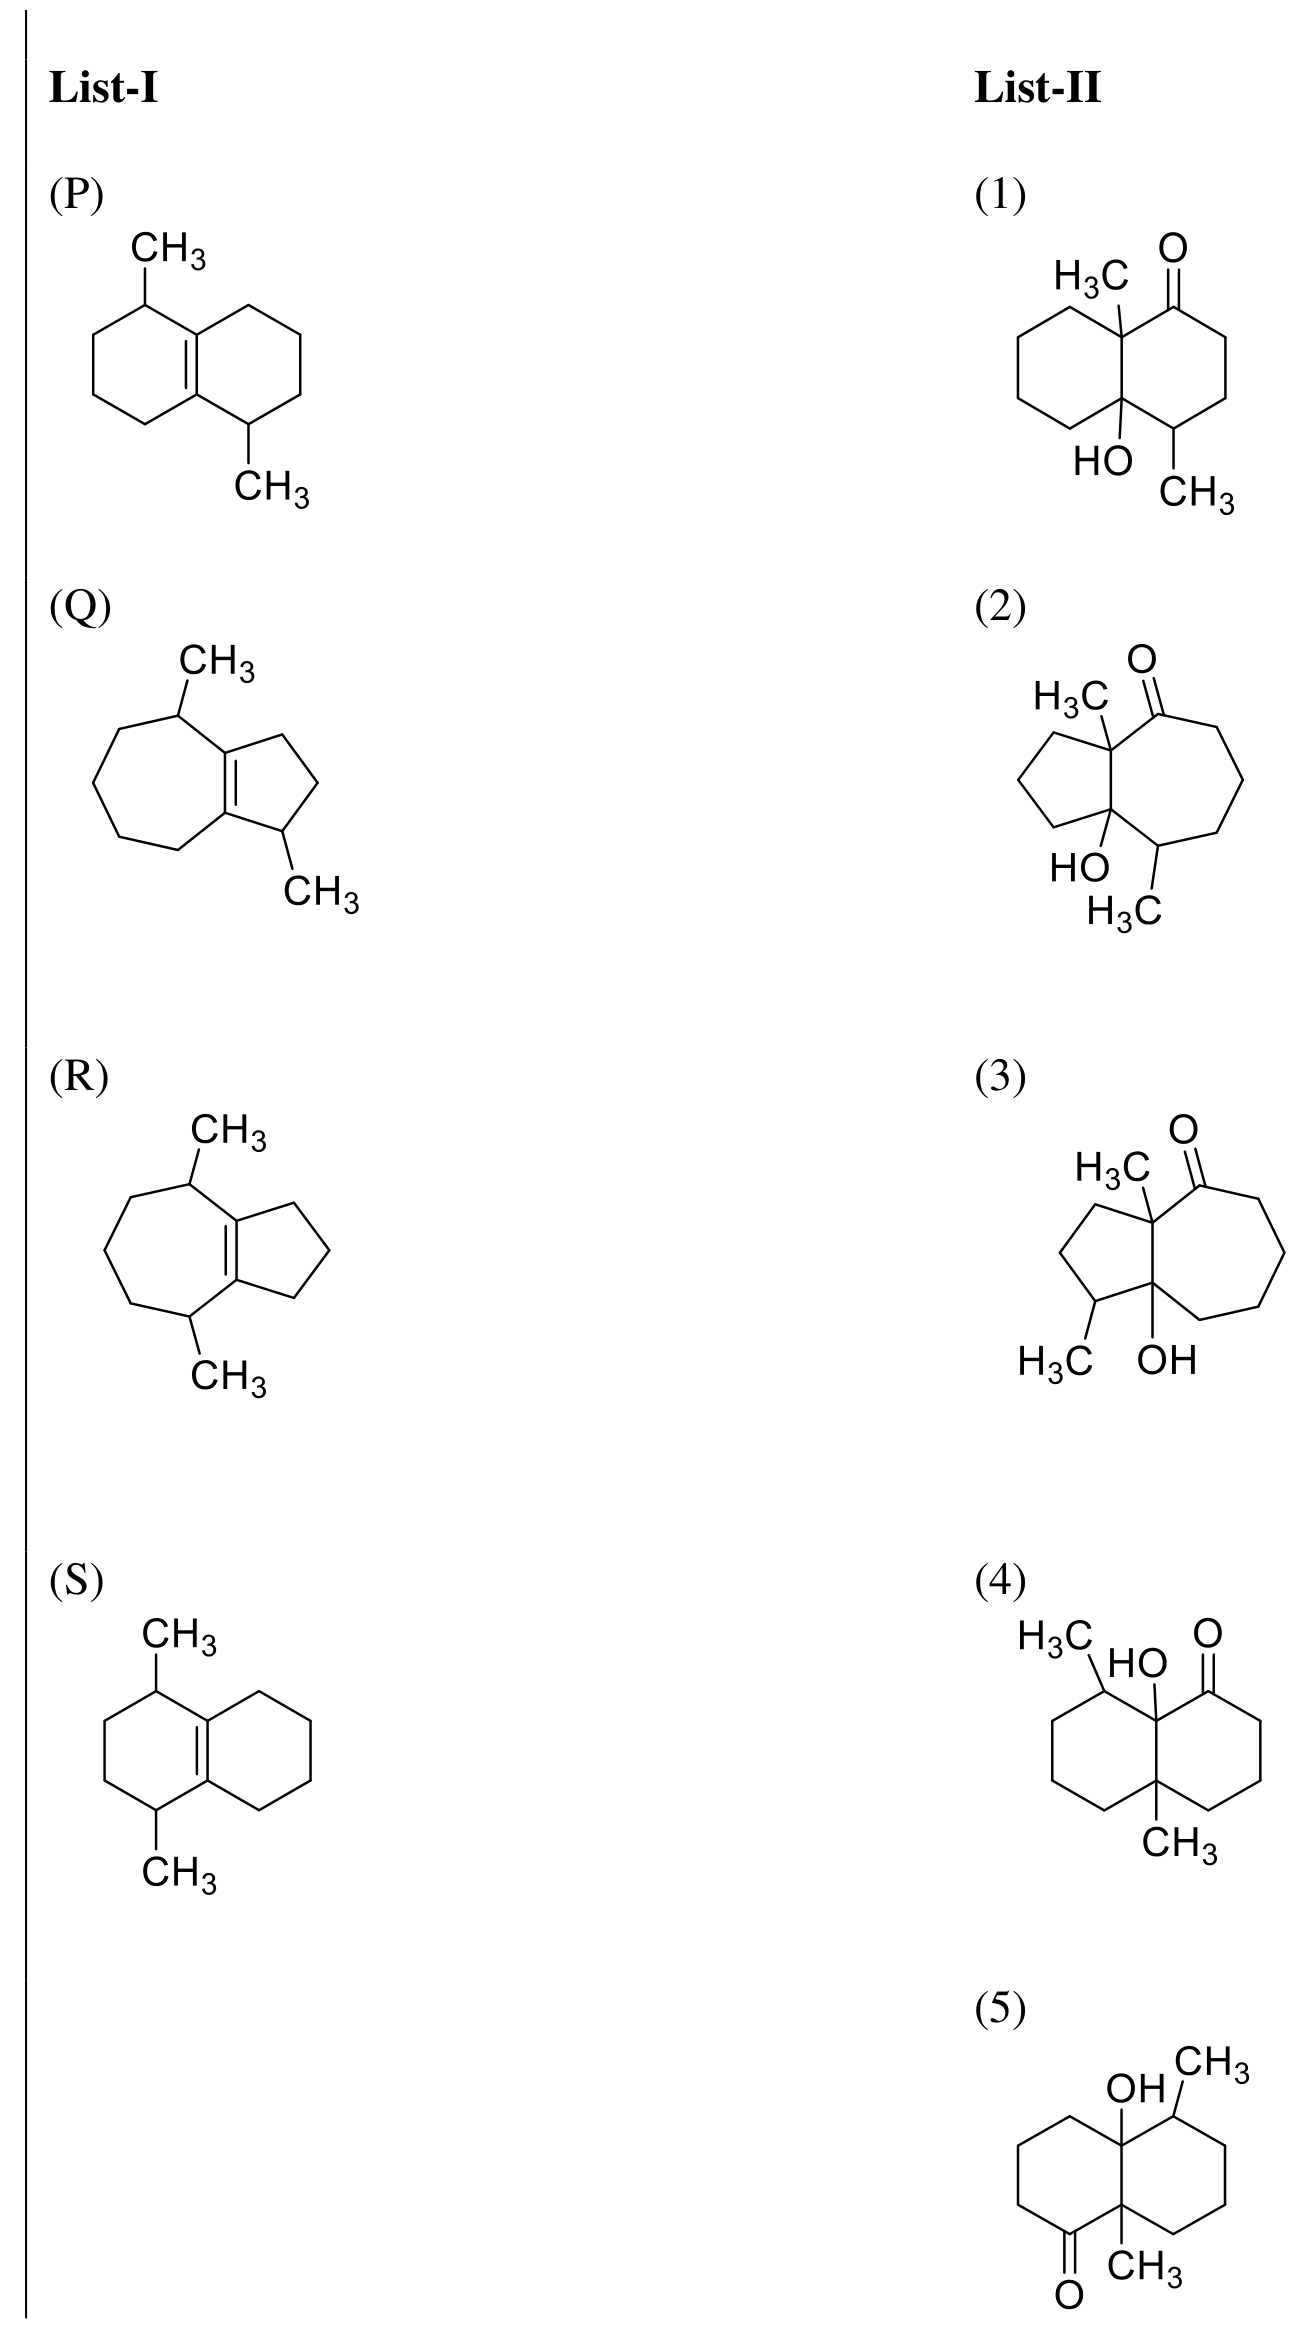 List-I List-II
(P) (1)
CH3 O
H3C
HO
CH3 CH3
(Q) (2)
CH3 O
H3C
HO
CH3 H3C
(R) (3)
CH3 O
H3C
CH3 H3C OH
(S) (4)
CH3 H3C HO O
CH3 CH3
(5)
CH3
OH
CH3
O